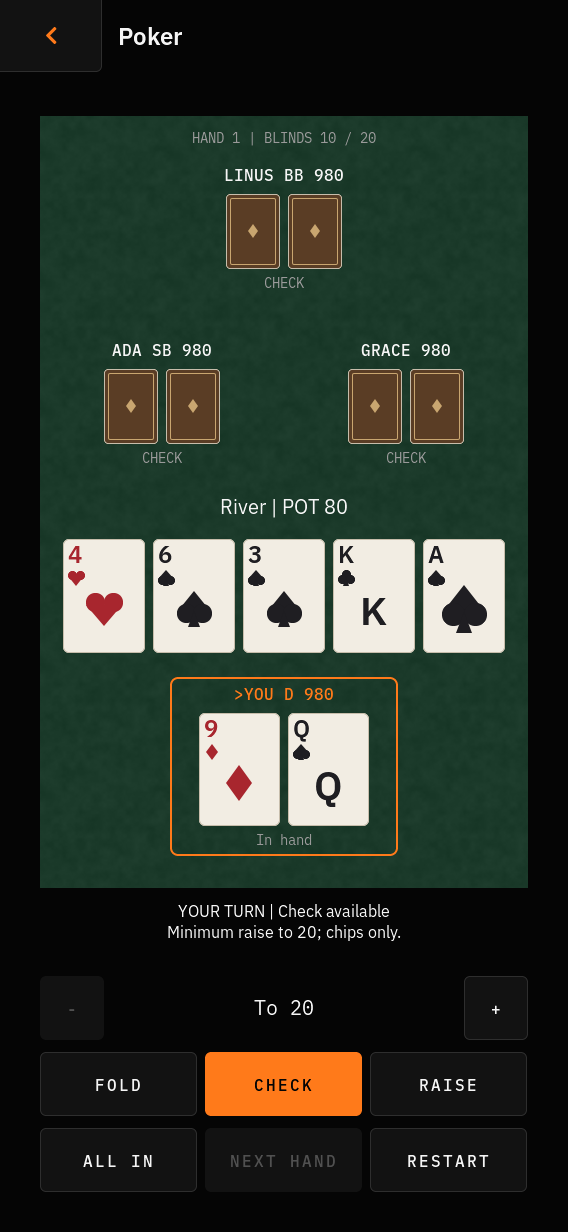 Poker
HAND 1 | BLINDS 10 / 20
LINUS BB 980
CHECK
ADA SB 980
GRACE 980
CHECK
CHECK
River | POT 80
4
6
3
K
A
K
>YOU D 980
9
Q
Q
In hand
YOUR TURN | Check available
Minimum raise to 20; chips only.
-
To 20
+
FOLD
CHECK
RAISE
ALL IN
NEXT HAND
RESTART